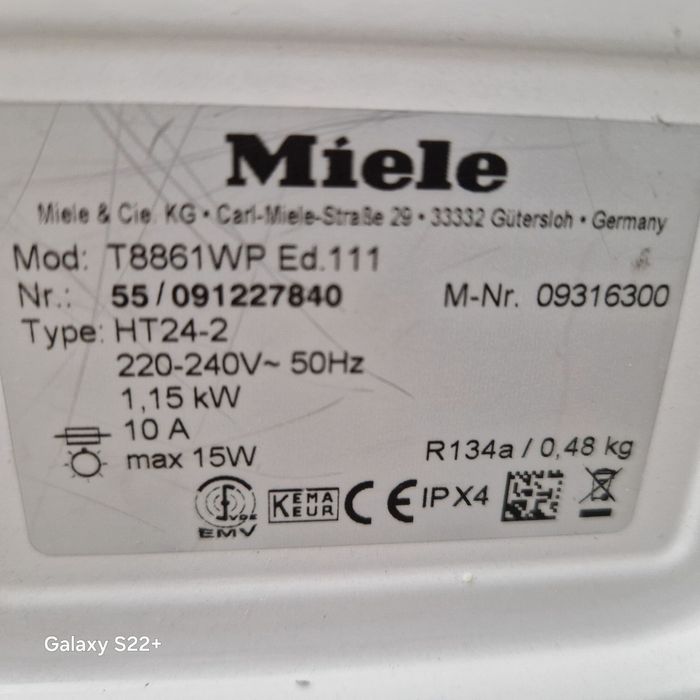 Miele
Miele & Cie. KG • Carl-Miele-Straße 29 • 33332 Gütersloh • Germany
Mod: T8861WP Ed.111
Nr.: 55/091227840 M-Nr. 09316300
Type: HT24-2
220-240V~ 50Hz
1,15 kW
10 A
max 15W R134a / 0,48 kg
VDE
EMV
KEMA
KEUR
CE IPX4
Galaxy S22+